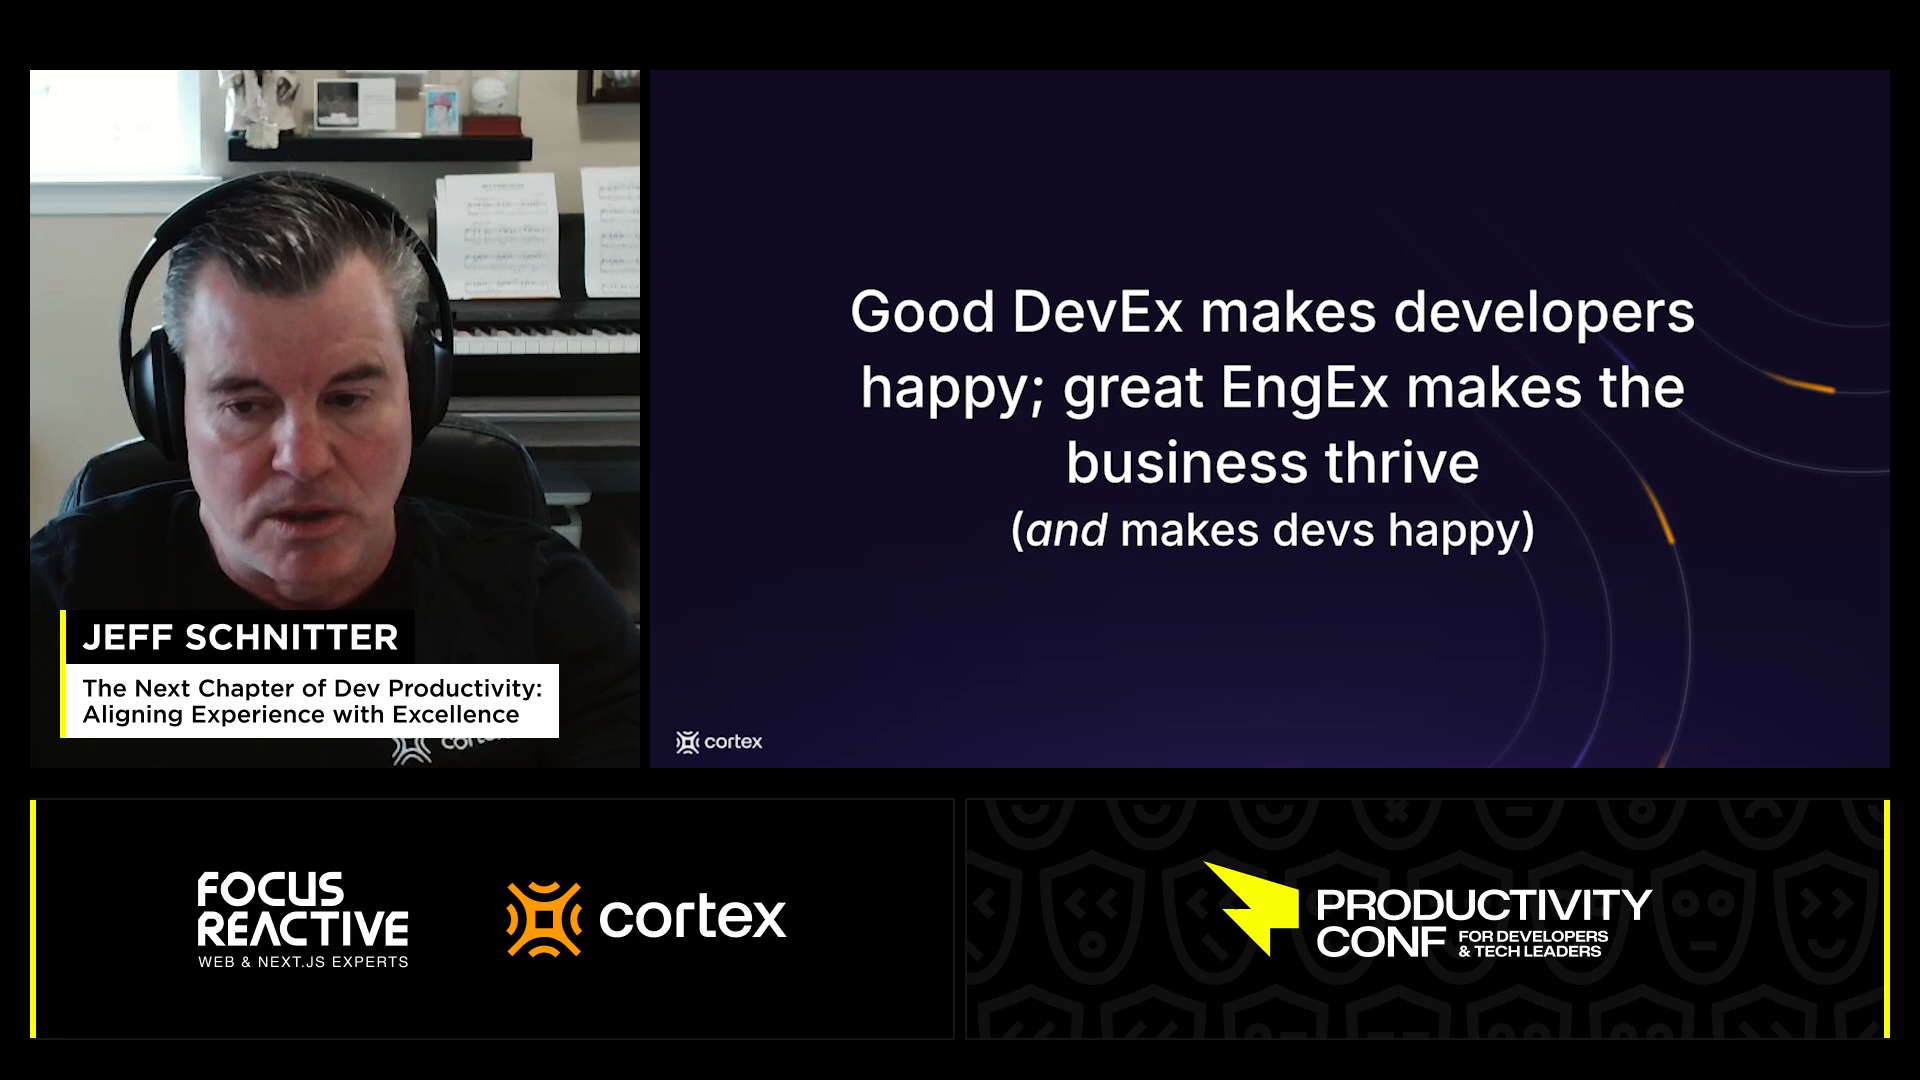 Good DevEx makes developers
happy; great EngEx makes the
business thrive
(and makes devs happy)
cortex
JEFF SCHNITTER
The Next Chapter of Dev Productivity:
Aligning Experience with Excellence
cortex
FOCUS
REACTIVE
WEB & NEXT.JS EXPERTS
cortex
PRODUCTIVITY
CONF FOR DEVELOPERS
& TECH LEADERS